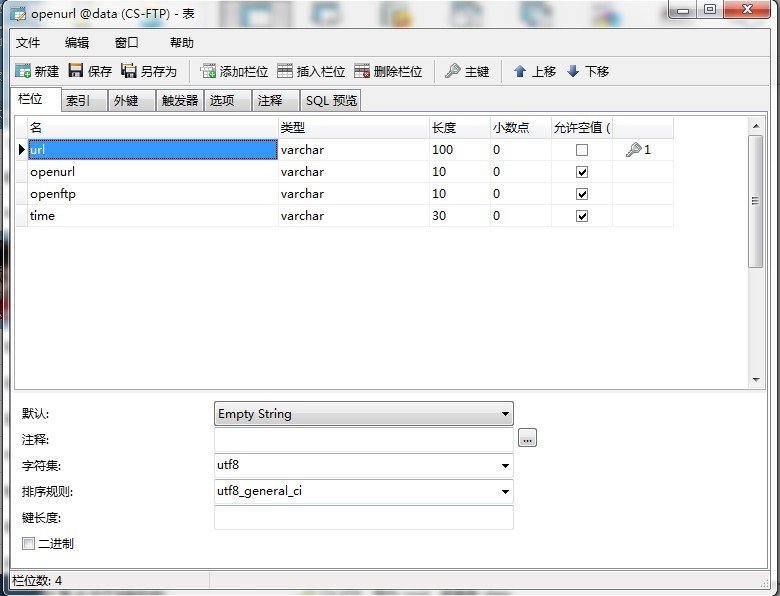 openurl @data (CS-FTP) - 表
文件 编辑 窗口 帮助
新建 保存 另存为 添加栏位 插入栏位 删除栏位 主键 上移 下移
栏位 索引 外键 触发器 选项 注释 SQL 预览
名 类型 长度 小数点 允许空值 (
url varchar 100 0 1
openurl varchar 10 0
openftp varchar 10 0
time varchar 30 0
默认: Empty String
注释: ...
字符集: utf8
排序规则: utf8_general_ci
键长度:
二进制
栏位数: 4